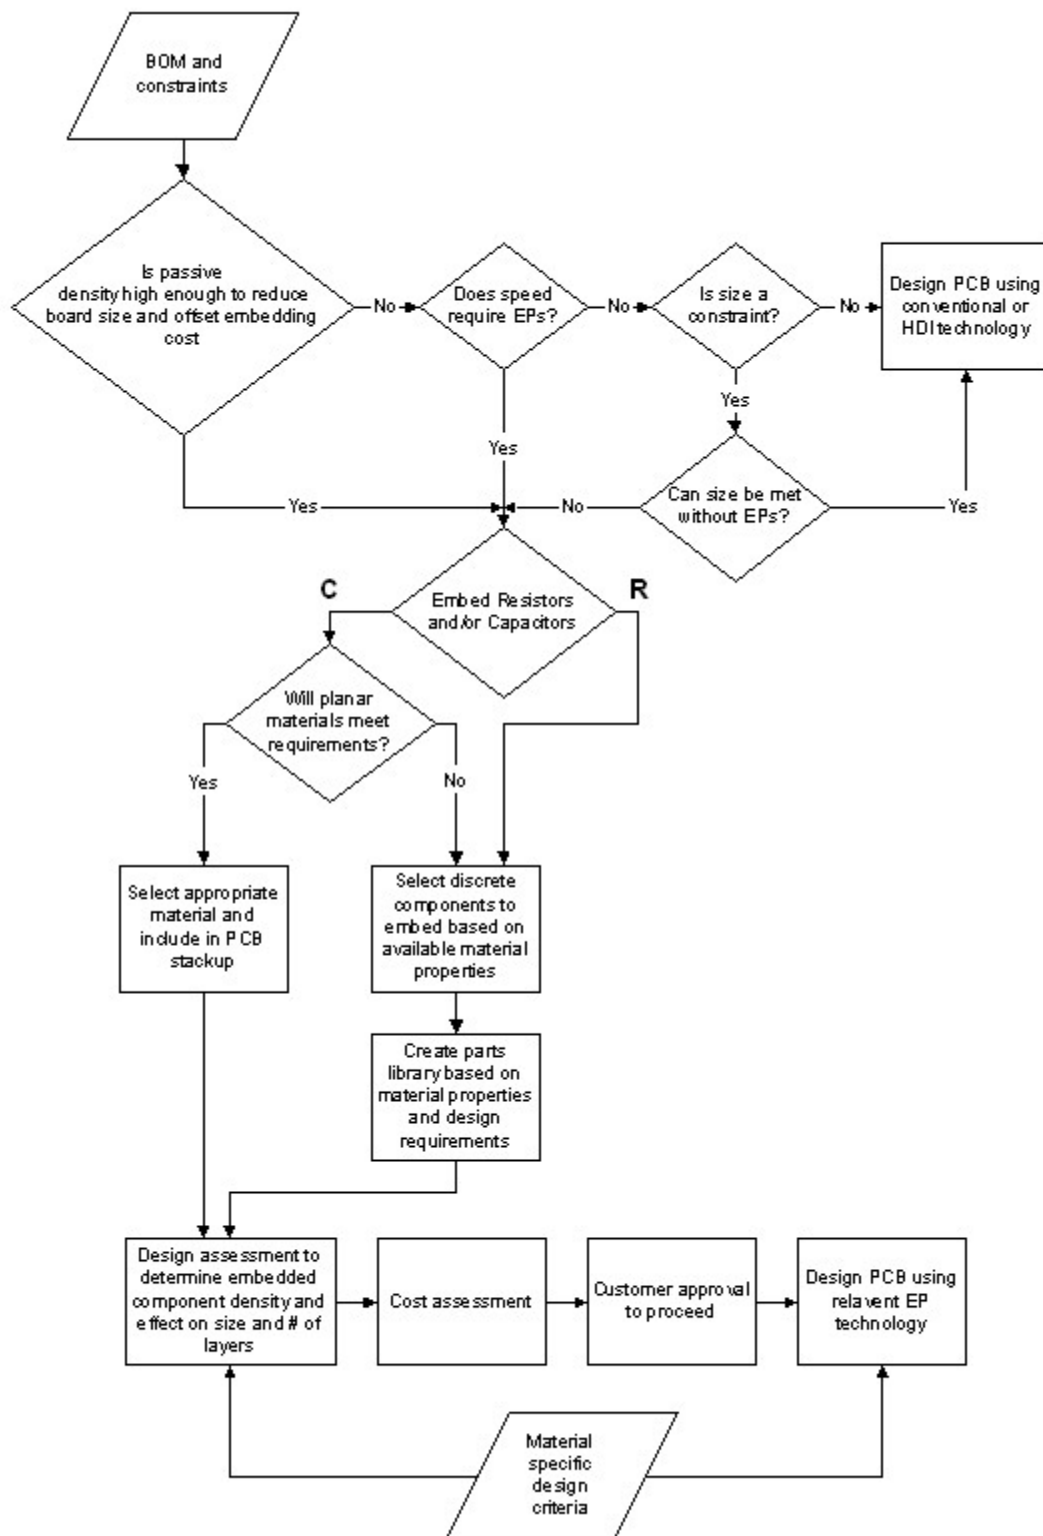 BOM and
constraints
Is passive
density high enough to reduce
board size and offset embedding
cost
No
Does speed
require EPs?
No
Is size a
constraint?
No
Design PCB using
conventional or
HDI technology
Yes
Yes
Can size be met
without EPs?
Yes
No
Yes
C
R
Embed Resistors
and/or Capacitors
Will planar
materials meet
requirements?
Yes
No
Select appropriate
material and
include in PCB
stackup
Select discrete
components to
embed based on
available material
properties
Create parts
library based on
material properties
and design
requirements
Design assessment to
determine embedded
component density and
effect on size and # of
layers
Cost assessment
Customer approval
to proceed
Design PCB using
relavent EP
technology
Material
specific
design
criteria